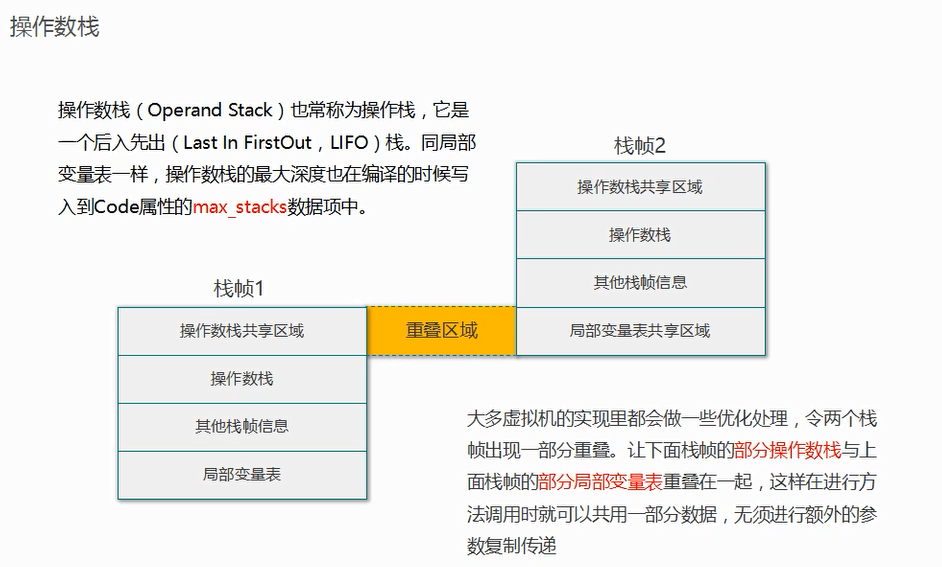 操作数栈
操作数栈（Operand Stack）也常称为操作栈，它是
一个后入先出（Last In FirstOut，LIFO）栈。同局部
变量表一样，操作数栈的最大深度也在编译的时候写
入到Code属性的max_stacks数据项中。
栈帧2
操作数栈共享区域
操作数栈
其他栈帧信息
局部变量表共享区域
栈帧1
操作数栈共享区域
重叠区域
操作数栈
其他栈帧信息
局部变量表
大多虚拟机的实现里都会做一些优化处理，令两个栈
帧出现一部分重叠。让下面栈帧的部分操作数栈与上
面栈帧的部分局部变量表重叠在一起，这样在进行方
法调用时就可以共用一部分数据，无须进行额外的参
数复制传递